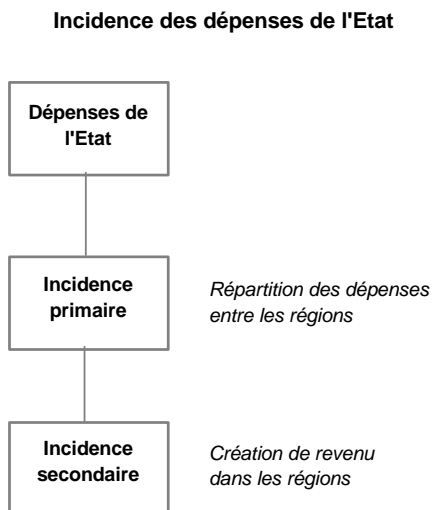 Incidence des dépenses de l'Etat
Dépenses de
l'Etat
Incidence
primaire
Répartition des dépenses
entre les régions
Incidence
secondaire
Création de revenu
dans les régions